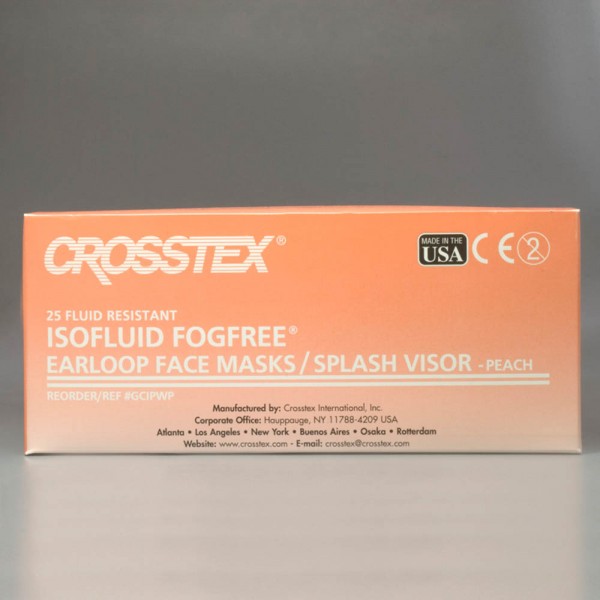 CROSSTEX®
MADE IN THE
USA
CE
2
25 FLUID RESISTANT
ISOFLUID FOGFREE®
EARLOOP FACE MASKS / SPLASH VISOR - PEACH
REORDER/REF #GCIPWP
Manufactured by: Crosstex International, Inc.
Corporate Office: Hauppauge, NY 11788-4209 USA
Atlanta • Los Angeles • New York • Buenos Aires • Osaka • Rotterdam
Website: www.crosstex.com - E-mail: crosstex@crosstex.com